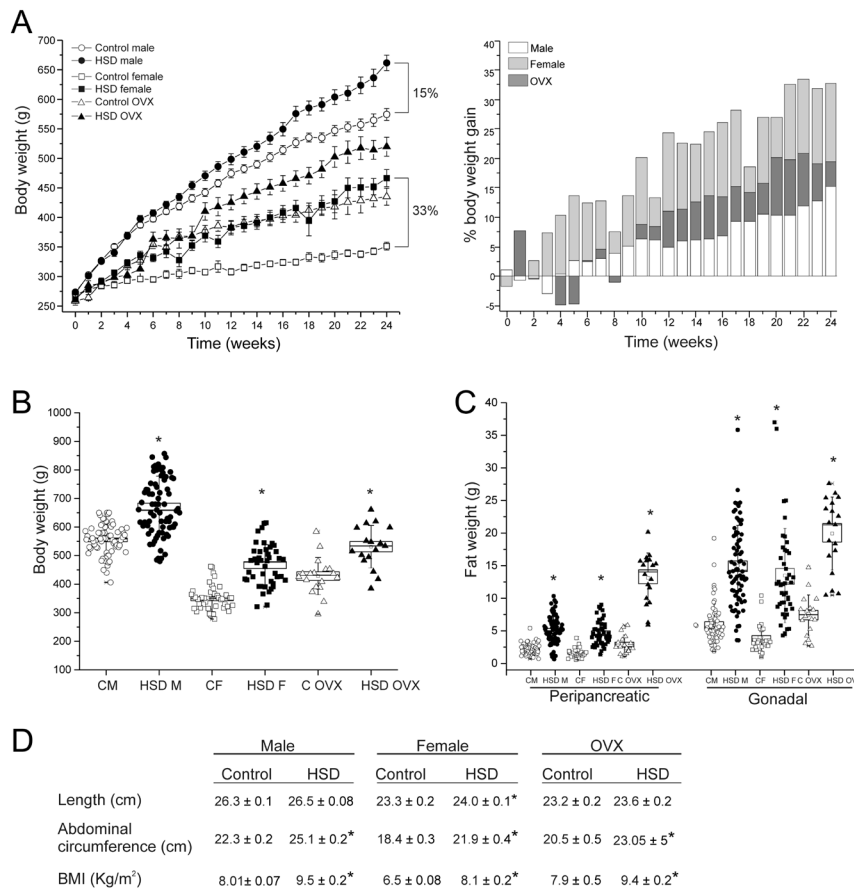 A
Body weight (g)
700
650
600
550
500
450
400
350
300
250
Control male
HSD male
Control female
HSD female
Control OVX
HSD OVX
15%
33%
0 2 4 6 8 10 12 14 16 18 20 22 24
Time (weeks)
% body weight gain
40
35
30
25
20
15
10
5
0
-5
-10
Male
Female
OVX
0 2 4 6 8 10 12 14 16 18 20 22 24
Time (weeks)
B
Body weight (g)
1000
900
800
700
600
500
400
300
200
100
* * *
CM HSD M CF HSD F C OVX HSD OVX
C
Fat weight (g)
40
35
30
25
20
15
10
5
0
* * * * * *
CM HSD M CF HSD F C OVX HSD OVX CM HSD M CF HSD F C OVX HSD OVX
Peripancreatic Gonadal
D
Male Female OVX
Control HSD Control HSD Control HSD
Length (cm) 26.3 ± 0.1 26.5 ± 0.08 23.3 ± 0.2 24.0 ± 0.1* 23.2 ± 0.2 23.6 ± 0.2
Abdominal
circumference (cm) 22.3 ± 0.2 25.1 ± 0.2* 18.4 ± 0.3 21.9 ± 0.4* 20.5 ± 0.5 23.05 ± 5*
BMI (Kg/m²) 8.01± 0.07 9.5 ± 0.2* 6.5 ± 0.08 8.1 ± 0.2* 7.9 ± 0.5 9.4 ± 0.2*